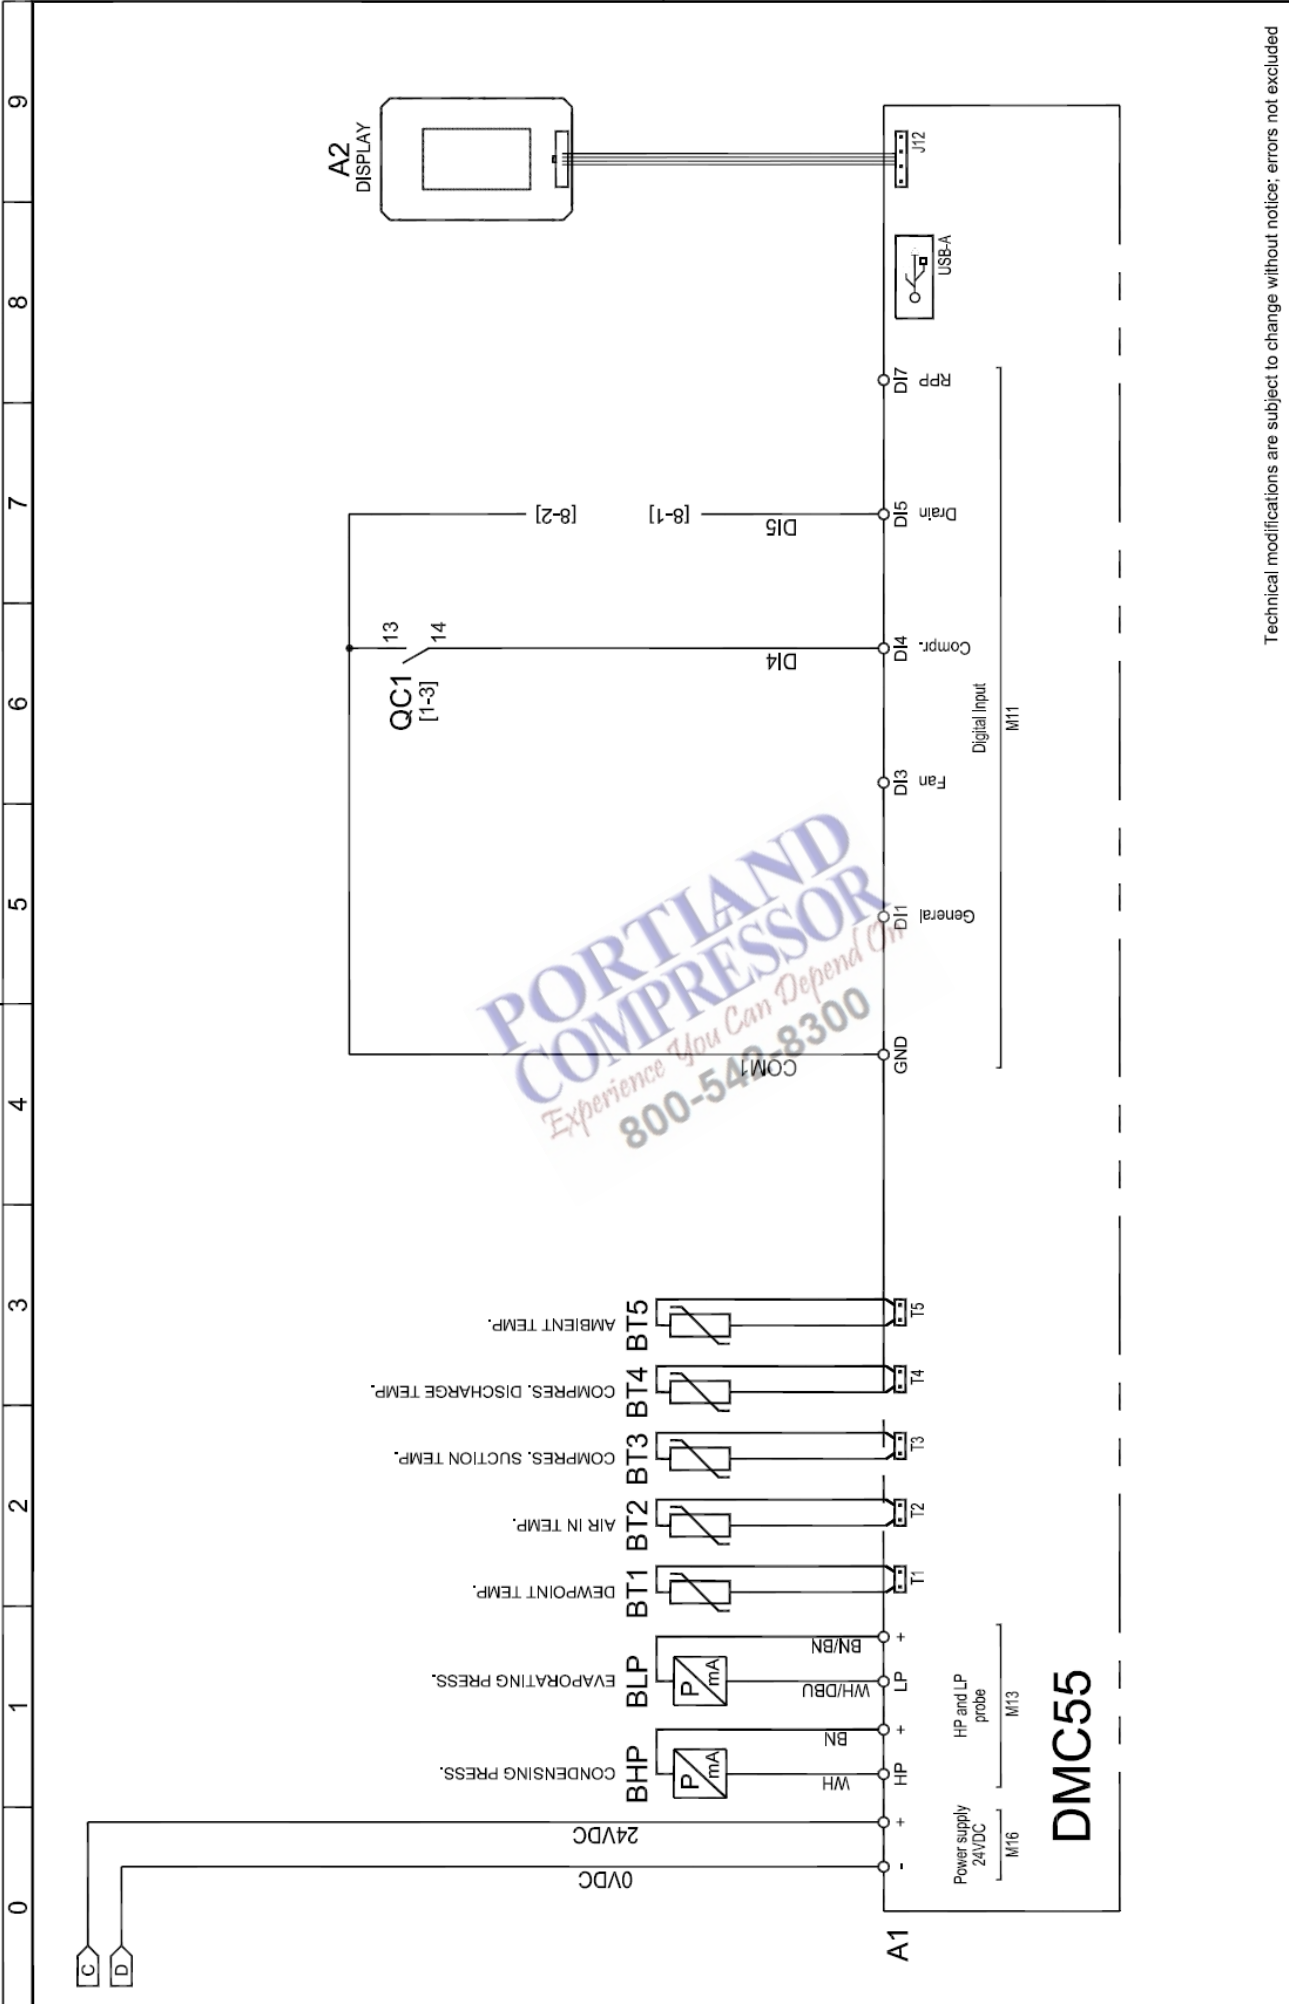 0
1
2
3
4
5
6
7
8
9
C
D
24VDC
0VDC
BHP
CONDENSING PRESS.
P
mA
WH
BN
BLP
EVAPORATING PRESS.
P
mA
WH/DBU
BN/BN
BT1
DEWPOINT TEMP.
BT2
AIR IN TEMP.
BT3
COMPRES. SUCTION TEMP.
BT4
COMPRES. DISCHARGE TEMP.
BT5
AMBIENT TEMP.
COM1
QC1
[1-3]
13
14
DI4
[8-2]
[8-1]
DI5
A2
DISPLAY
A1
-
+
HP
+
LP
+
T1
T2
T3
T4
T5
GND
DI1
General
DI3
Fan
DI4
Compr.
DI5
Drain
DI7
RPP
USB-A
J12
Power supply
24VDC
M16
HP and LP
probe
M13
Digital Input
M11
DMC55
PORTLAND
COMPRESSOR
Experience You Can Depend On
800-542-8300
Technical modifications are subject to change without notice; errors not excluded